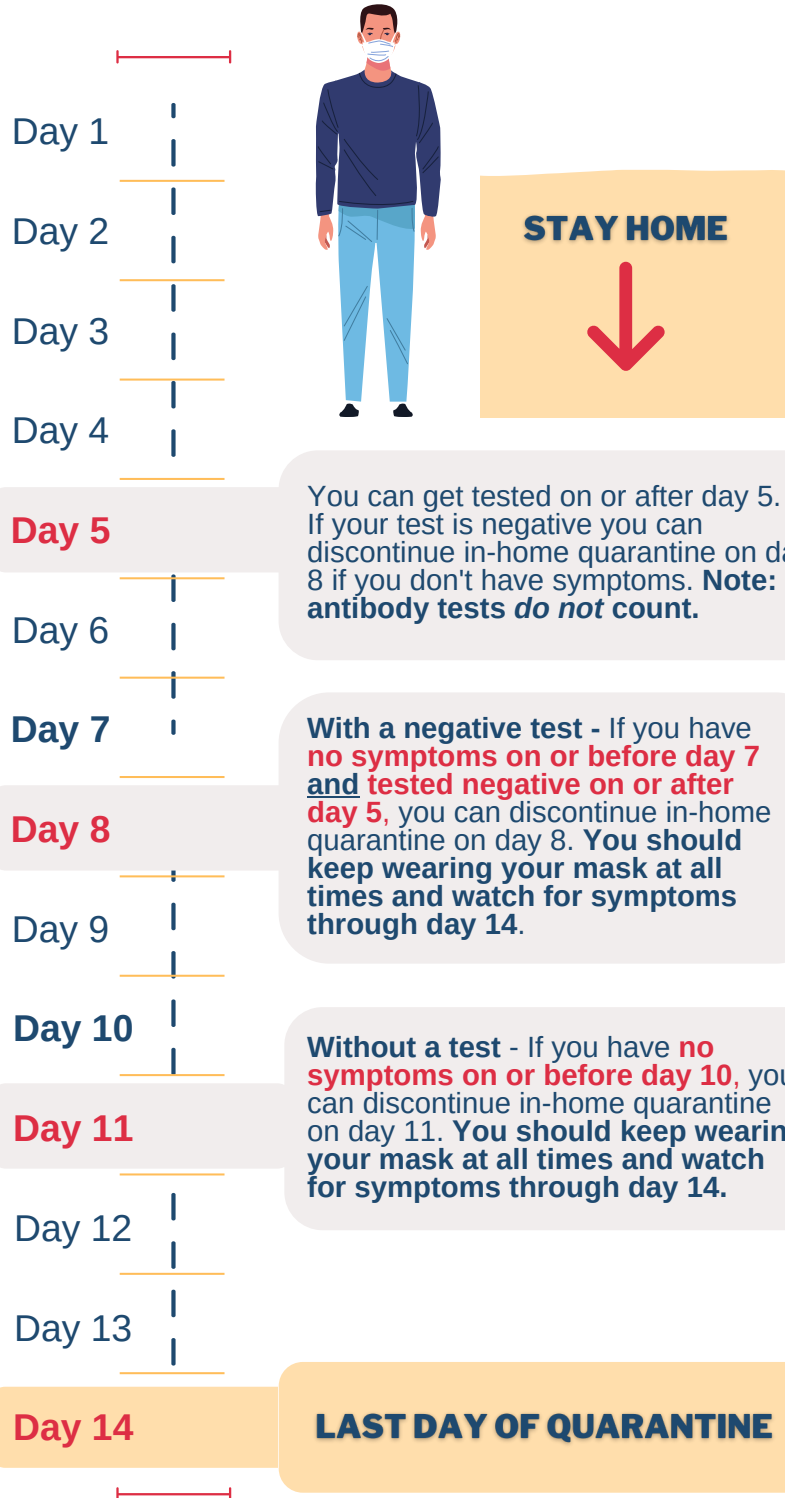 Day 1
Day 2
STAY HOME
Day 3
Day 4
Day 5
You can get tested on or after day 5.
If your test is negative you can
discontinue in-home quarantine on da
8 if you don't have symptoms. Note:
antibody tests do not count.
Day 6
Day 7
With a negative test - If you have
no symptoms on or before day 7
and tested negative on or after
day 5, you can discontinue in-home
quarantine on day 8. You should
keep wearing your mask at all
times and watch for symptoms
through day 14.
Day 8
Day 9
Day 10
Without a test - If you have no
symptoms on or before day 10, you
can discontinue in-home quarantine
on day 11. You should keep wearin
your mask at all times and watch
for symptoms through day 14.
Day 11
Day 12
Day 13
Day 14
LAST DAY OF QUARANTINE